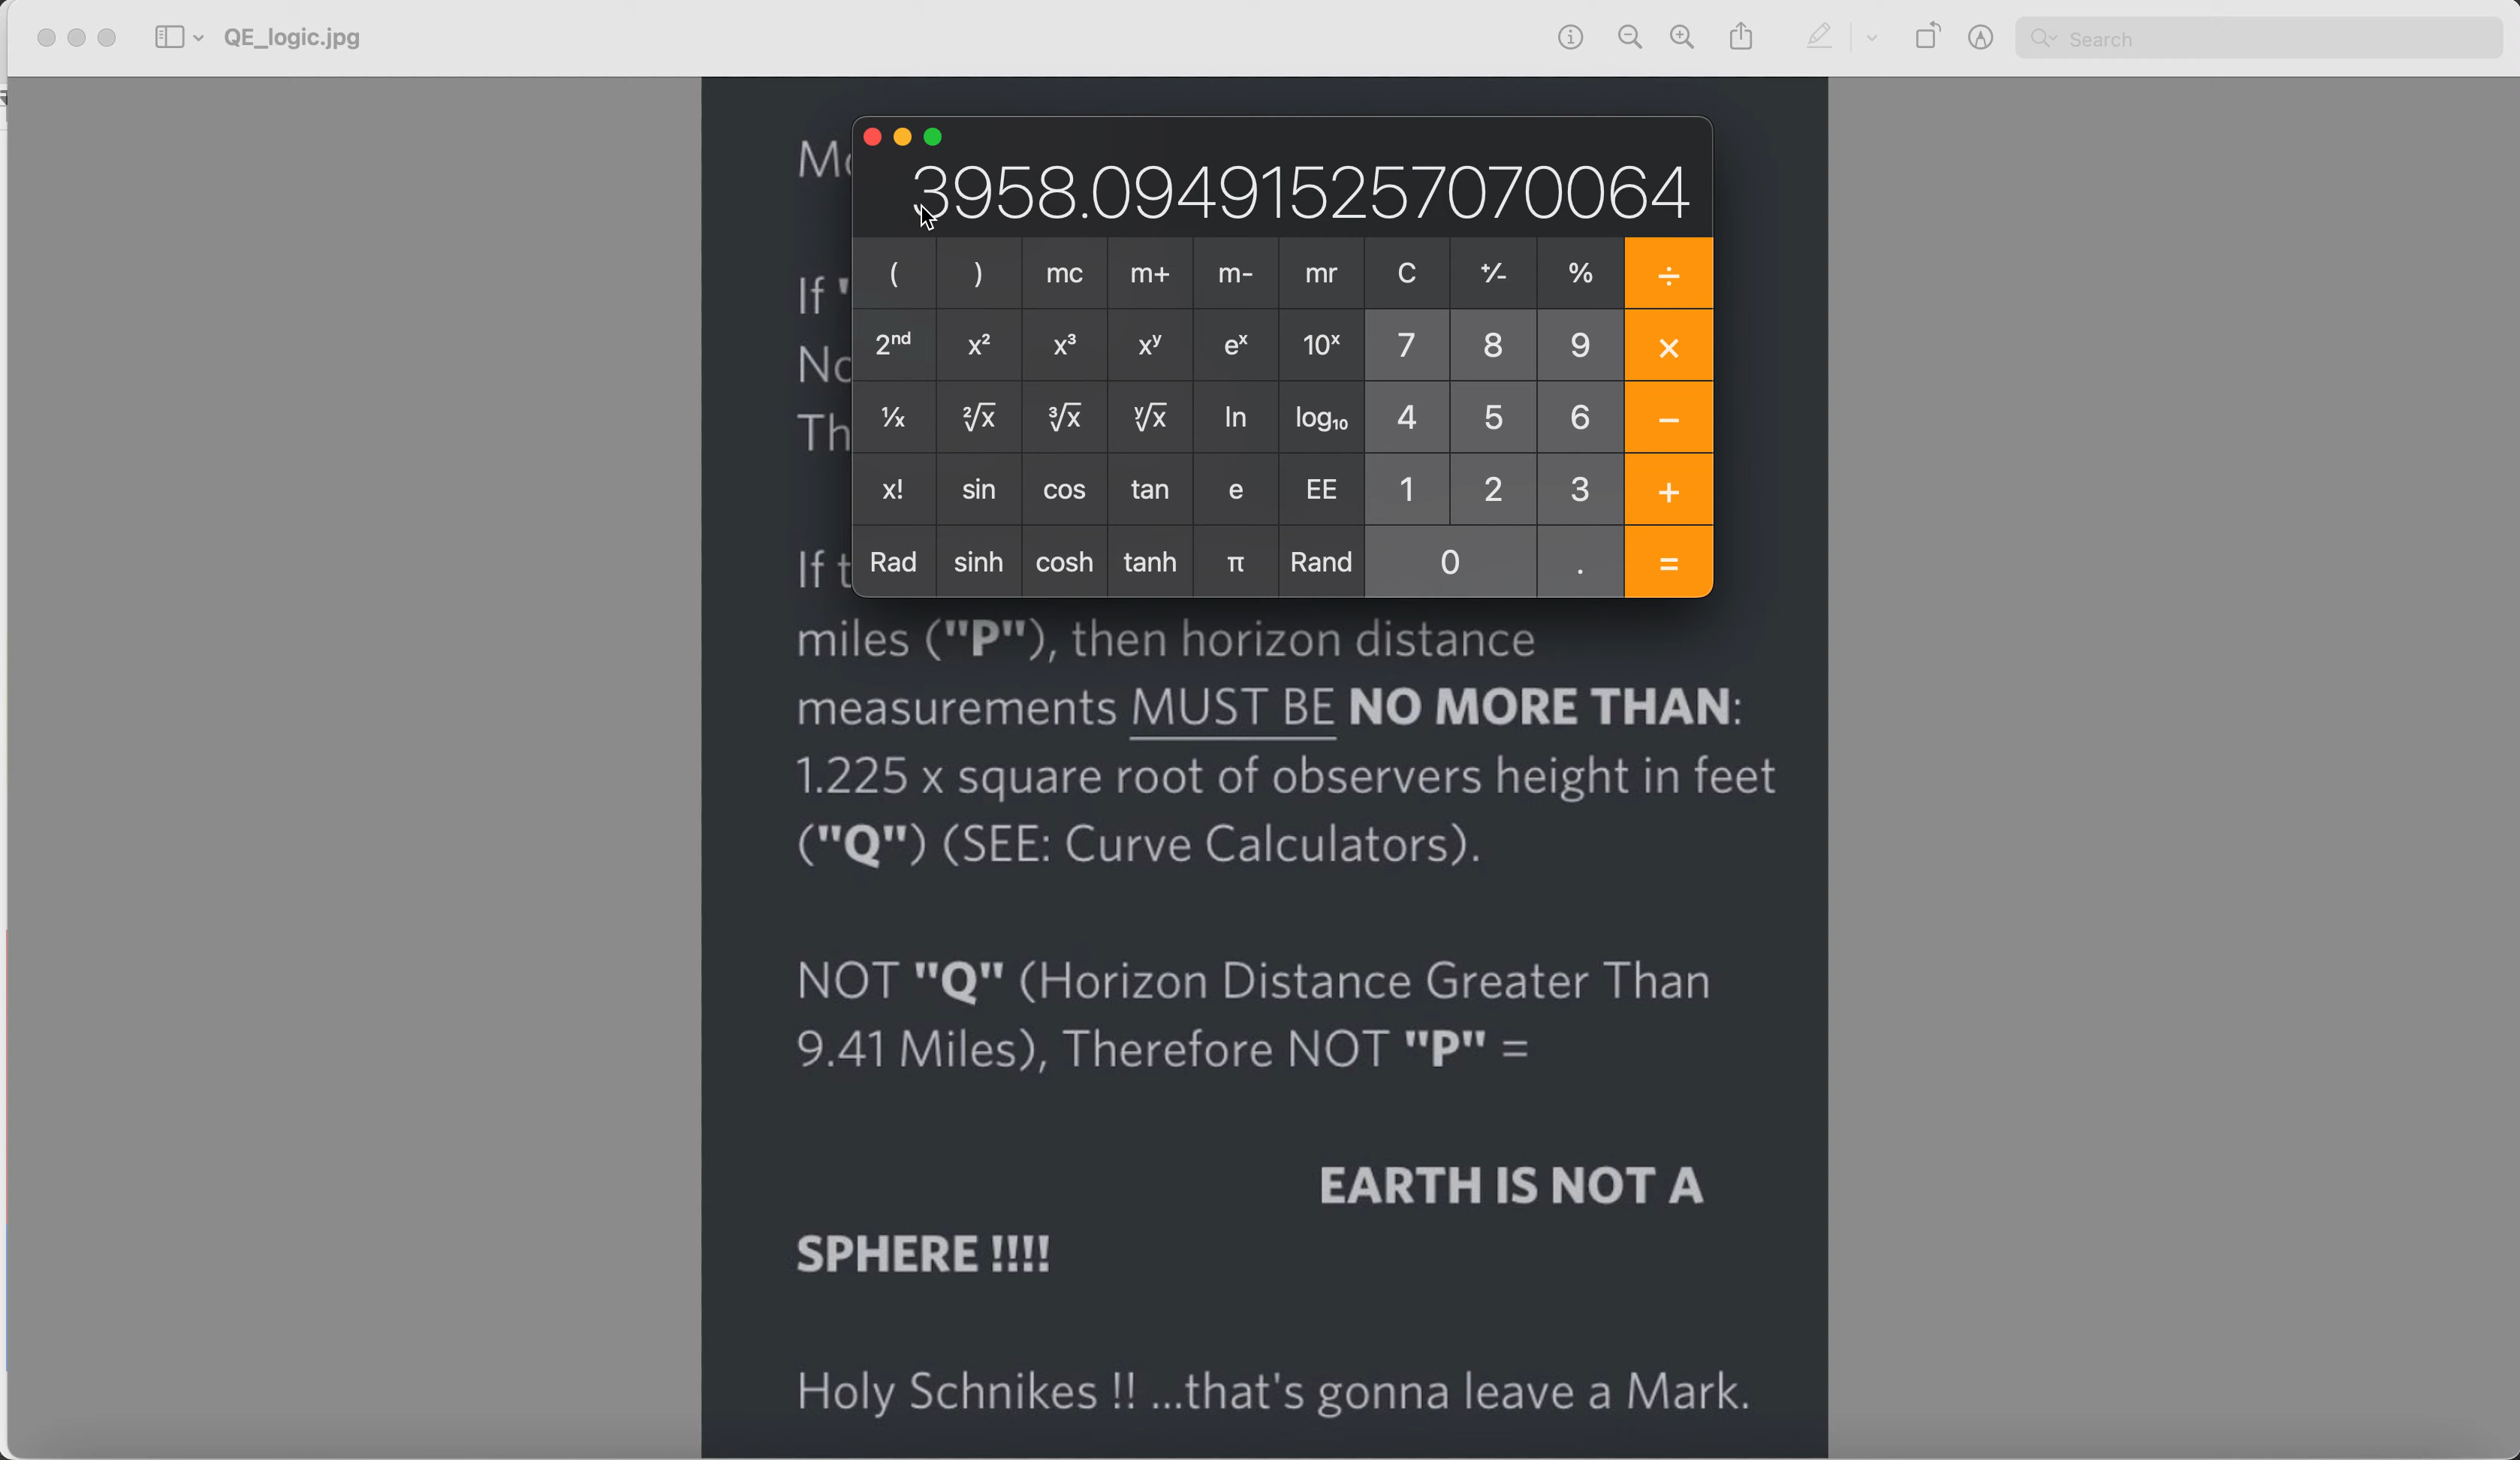 QE_logic.jpg
Search
3958.094915257070064
( ) mc m+ m- mr C ⁺⁄₋ % ÷
If "
2ⁿᵈ x² x³ xʸ eˣ 10ˣ 7 8 9 ×
¹⁄ₓ ²√x ³√x ʸ√x ln log₁₀ 4 5 6 −
x! sin cos tan e EE 1 2 3 +
Rad sinh cosh tanh π Rand 0 . =
If
miles ("P"), then horizon distance
measurements MUST BE NO MORE THAN:
1.225 x square root of observers height in feet
("Q") (SEE: Curve Calculators).
NOT "Q" (Horizon Distance Greater Than
9.41 Miles), Therefore NOT "P" =
EARTH IS NOT A
SPHERE !!!!
Holy Schnikes !! ...that's gonna leave a Mark.